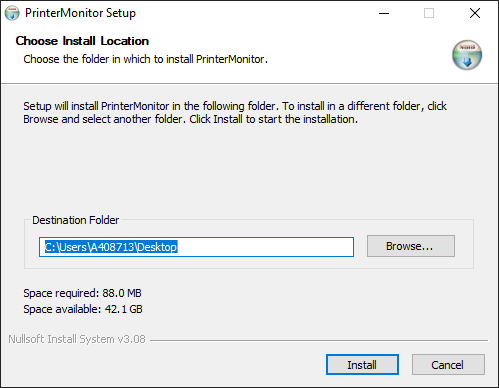 PrinterMonitor Setup
Choose Install Location
Choose the folder in which to install PrinterMonitor.
Setup will install PrinterMonitor in the following folder. To install in a different folder, click
Browse and select another folder. Click Install to start the installation.
Destination Folder
C:\Users\A408713\Desktop
Browse...
Space required: 88.0 MB
Space available: 42.1 GB
Nullsoft Install System v3.08
Install
Cancel